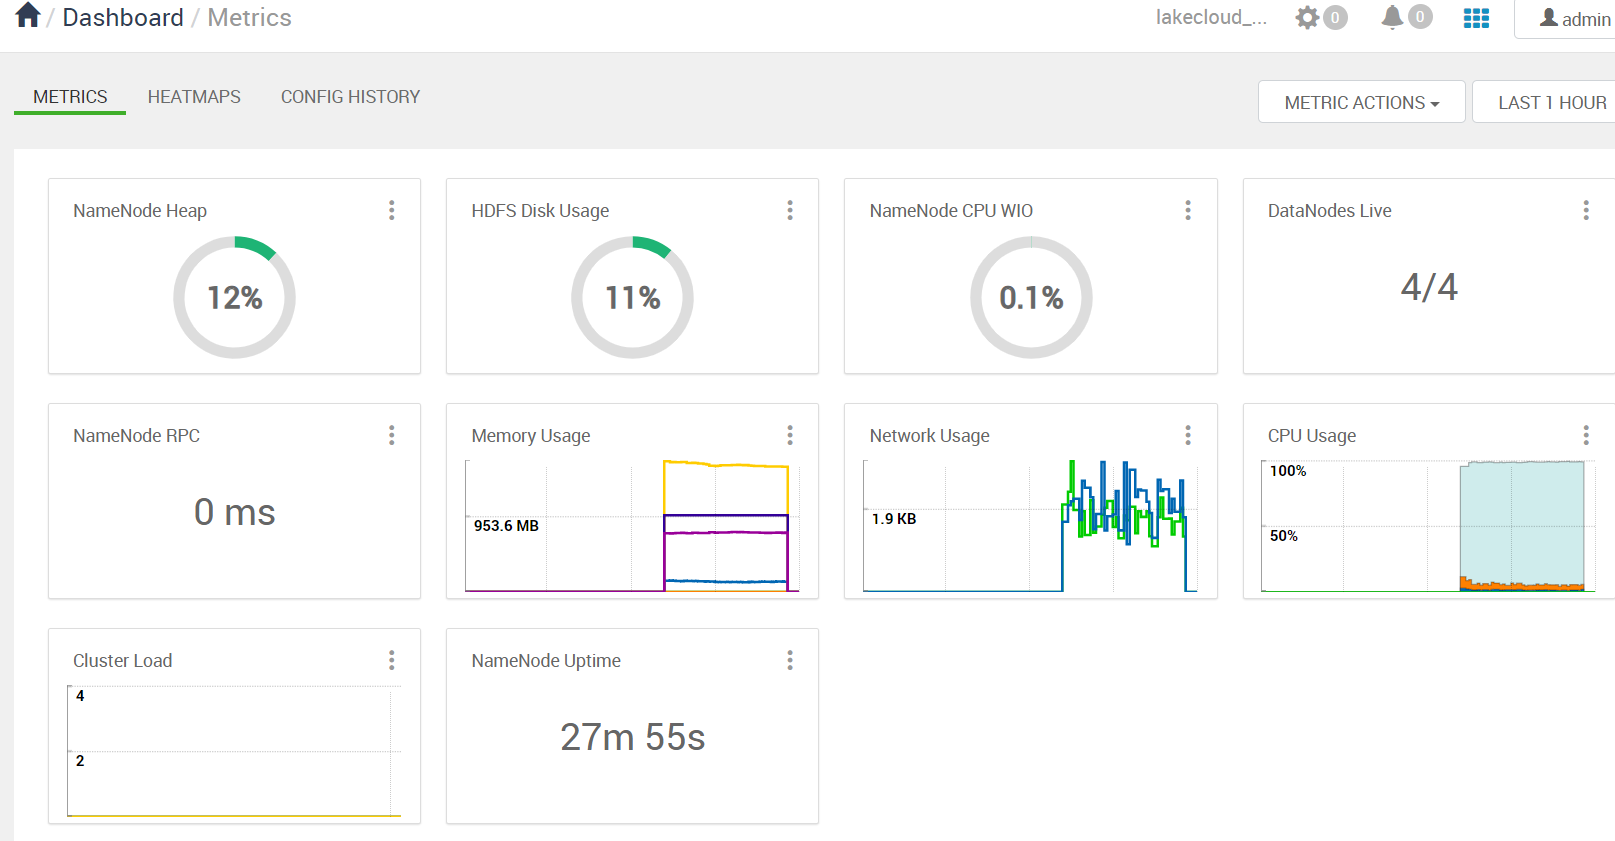 / Dashboard / Metrics
lakecloud_... 0 0 admin
METRICS HEATMAPS CONFIG HISTORY
METRIC ACTIONS LAST 1 HOUR
NameNode Heap
12%
HDFS Disk Usage
11%
NameNode CPU WIO
0.1%
DataNodes Live
4/4
NameNode RPC
0 ms
Memory Usage
953.6 MB
Network Usage
1.9 KB
CPU Usage
100%
50%
Cluster Load
4
2
NameNode Uptime
27m 55s